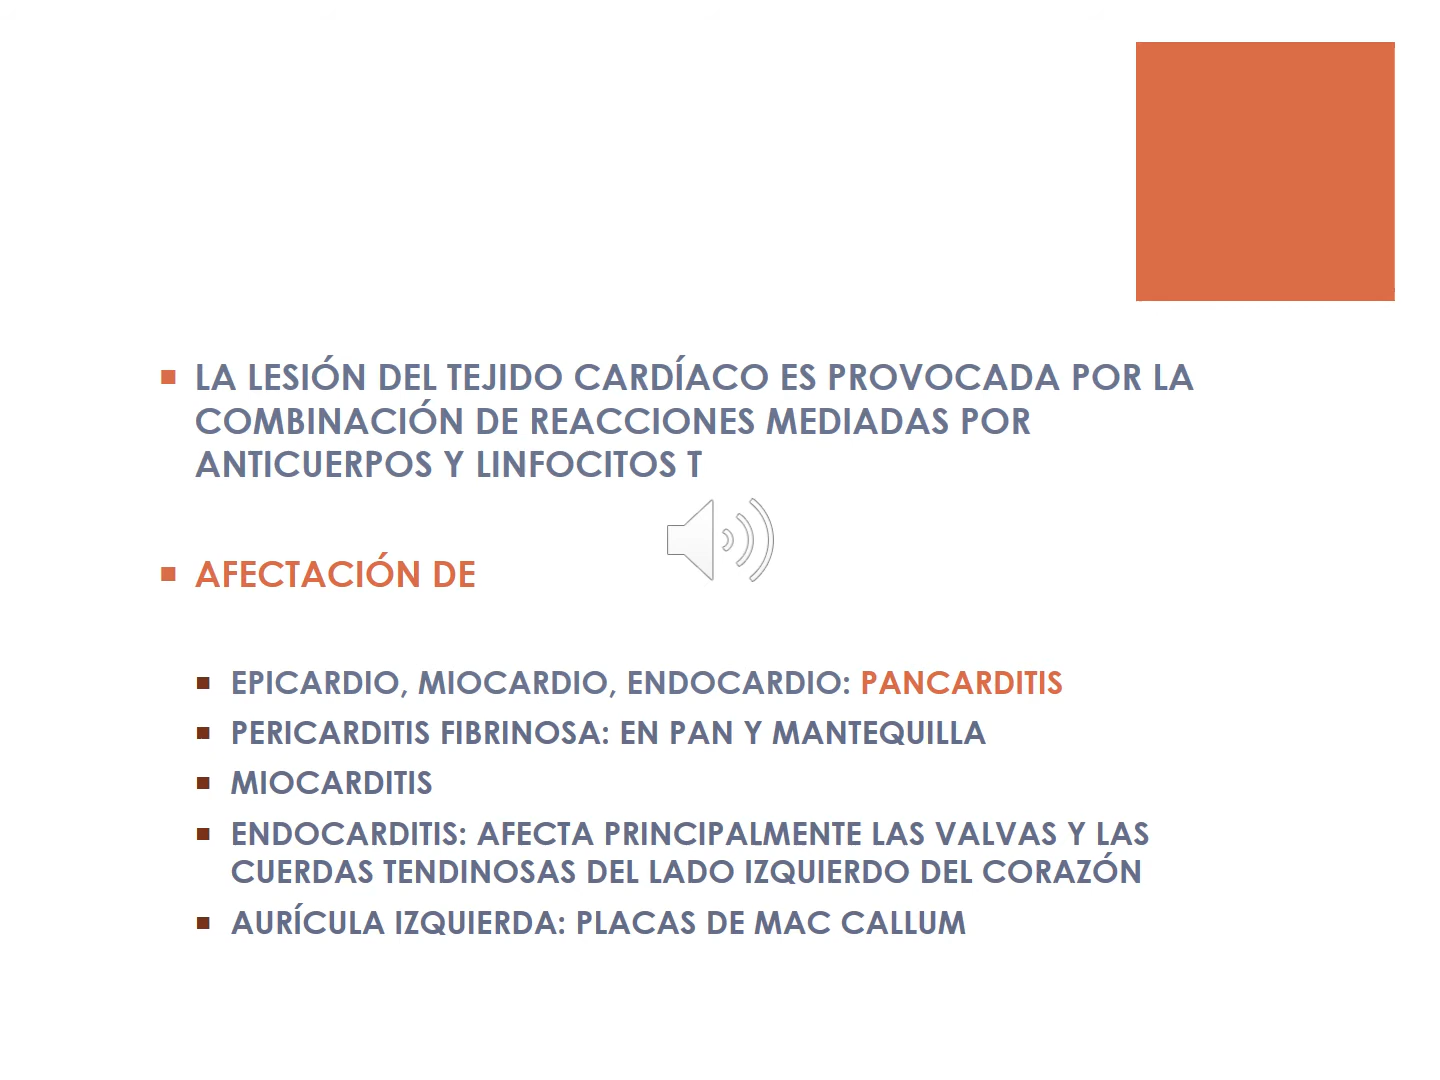 LA LESIÓN DEL TEJIDO CARDÍACO ES PROVOCADA POR LA
COMBINACIÓN DE REACCIONES MEDIADAS POR
ANTICUERPOS Y LINFOCITOS T
AFECTACIÓN DE
EPICARDIO, MIOCARDIO, ENDOCARDIO: PANCARDITIS
PERICARDITIS FIBRINOSA: EN PAN Y MANTEQUILLA
MIOCARDITIS
ENDOCARDITIS: AFECTA PRINCIPALMENTE LAS VALVAS Y LAS
CUERDAS TENDINOSAS DEL LADO IZQUIERDO DEL CORAZÓN
AURÍCULA IZQUIERDA: PLACAS DE MAC CALLUM